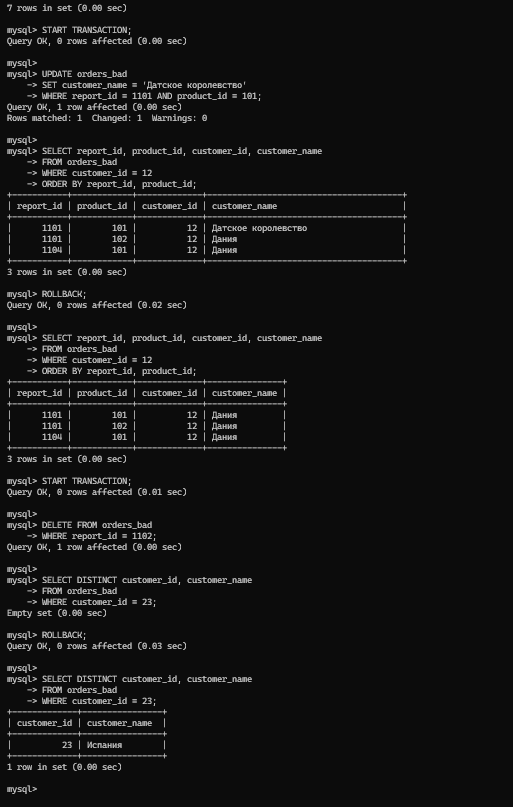 7 rows in set (0.00 sec)
mysql> START TRANSACTION;
Query OK, 0 rows affected (0.00 sec)
mysql>
mysql> UPDATE orders_bad
    -> SET customer_name = 'Датское королевство'
    -> WHERE report_id = 1101 AND product_id = 101;
Query OK, 1 row affected (0.00 sec)
Rows matched: 1  Changed: 1  Warnings: 0
mysql>
mysql> SELECT report_id, product_id, customer_id, customer_name
    -> FROM orders_bad
    -> WHERE customer_id = 12
    -> ORDER BY report_id, product_id;
+-----------+------------+-------------+---------------------------------------+
| report_id | product_id | customer_id | customer_name                         |
+-----------+------------+-------------+---------------------------------------+
|      1101 |        101 |          12 | Датское королевство                   |
|      1101 |        102 |          12 | Дания                                 |
|      1104 |        101 |          12 | Дания                                 |
+-----------+------------+-------------+---------------------------------------+
3 rows in set (0.00 sec)
mysql> ROLLBACK;
Query OK, 0 rows affected (0.02 sec)
mysql>
mysql> SELECT report_id, product_id, customer_id, customer_name
    -> FROM orders_bad
    -> WHERE customer_id = 12
    -> ORDER BY report_id, product_id;
+-----------+------------+-------------+---------------+
| report_id | product_id | customer_id | customer_name |
+-----------+------------+-------------+---------------+
|      1101 |        101 |          12 | Дания         |
|      1101 |        102 |          12 | Дания         |
|      1104 |        101 |          12 | Дания         |
+-----------+------------+-------------+---------------+
3 rows in set (0.00 sec)
mysql> START TRANSACTION;
Query OK, 0 rows affected (0.01 sec)
mysql>
mysql> DELETE FROM orders_bad
    -> WHERE report_id = 1102;
Query OK, 1 row affected (0.00 sec)
mysql>
mysql> SELECT DISTINCT customer_id, customer_name
    -> FROM orders_bad
    -> WHERE customer_id = 23;
Empty set (0.00 sec)
mysql> ROLLBACK;
Query OK, 0 rows affected (0.03 sec)
mysql>
mysql> SELECT DISTINCT customer_id, customer_name
    -> FROM orders_bad
    -> WHERE customer_id = 23;
+-------------+----------------+
| customer_id | customer_name  |
+-------------+----------------+
|          23 | Испания        |
+-------------+----------------+
1 row in set (0.00 sec)
mysql>